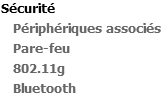 Sécurité
Périphériques associés
Pare-feu
802.11g
Bluetooth